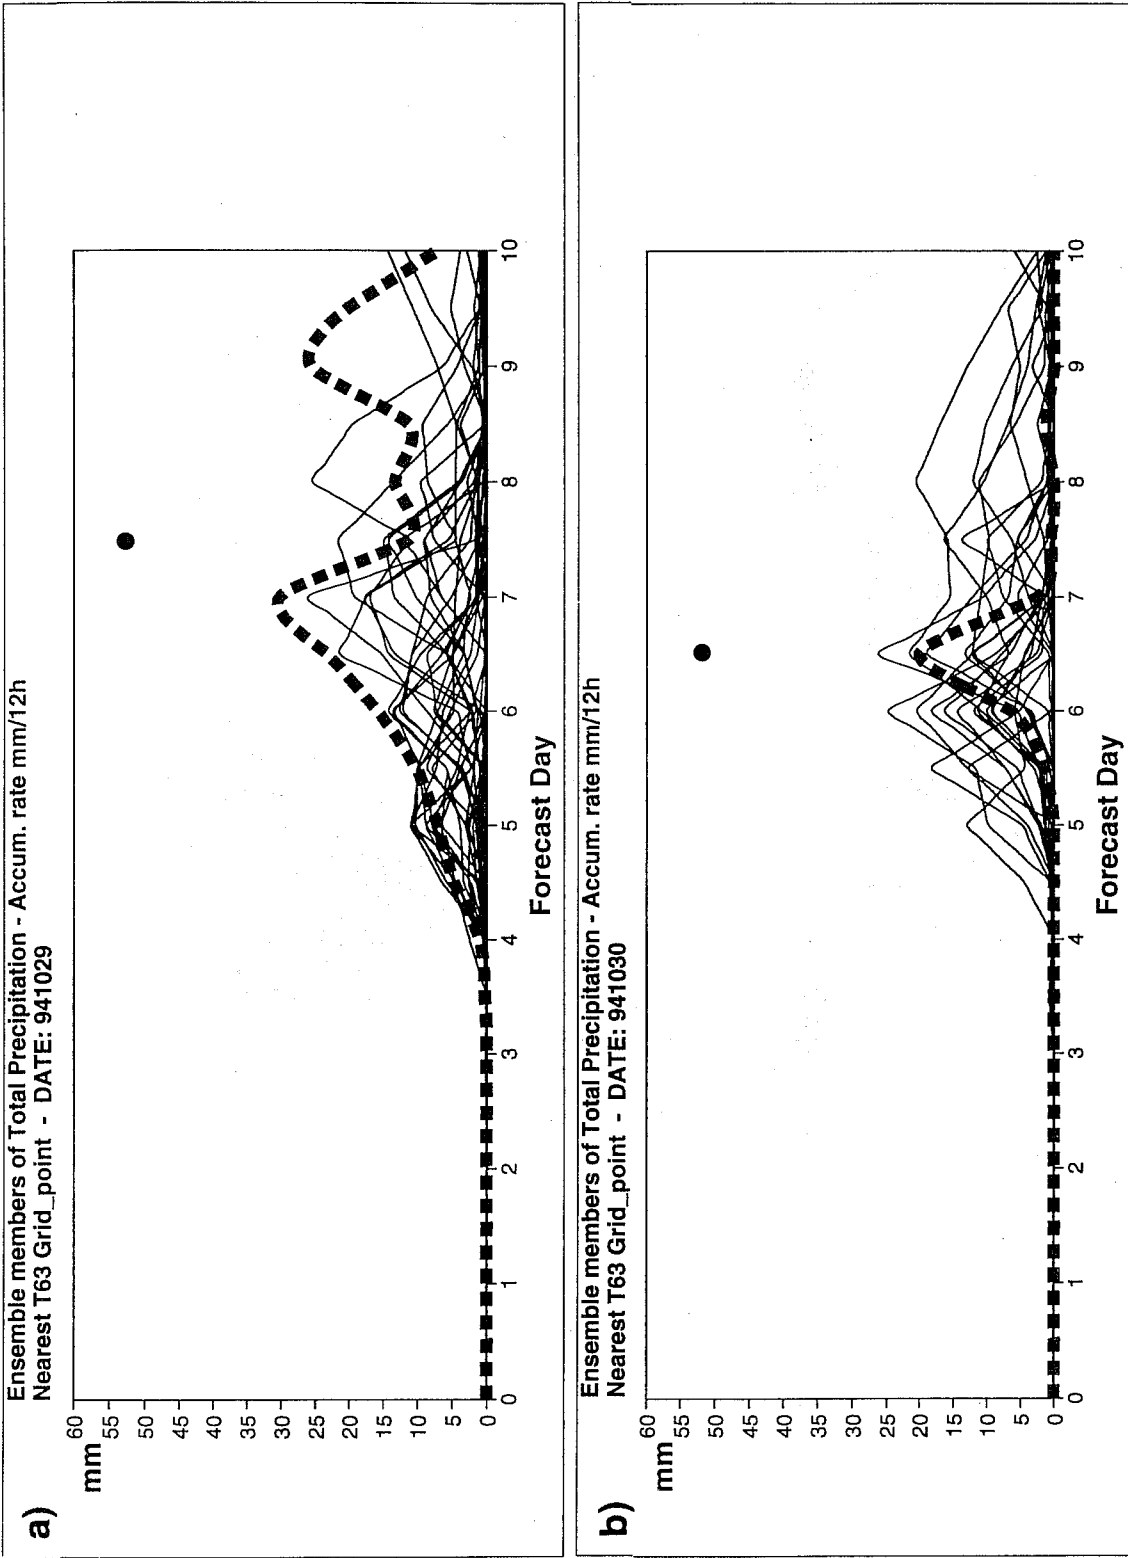 a)
Ensemble members of Total Precipitation - Accum. rate mm/12h
Nearest T63 Grid_point - DATE: 941029
mm
60
55
50
45
40
35
30
25
20
15
10
5
0
0 1 2 3 4 5 6 7 8 9 10
Forecast Day
b)
Ensemble members of Total Precipitation - Accum. rate mm/12h
Nearest T63 Grid_point - DATE: 941030
mm
60
55
50
45
40
35
30
25
20
15
10
5
0
0 1 2 3 4 5 6 7 8 9 10
Forecast Day